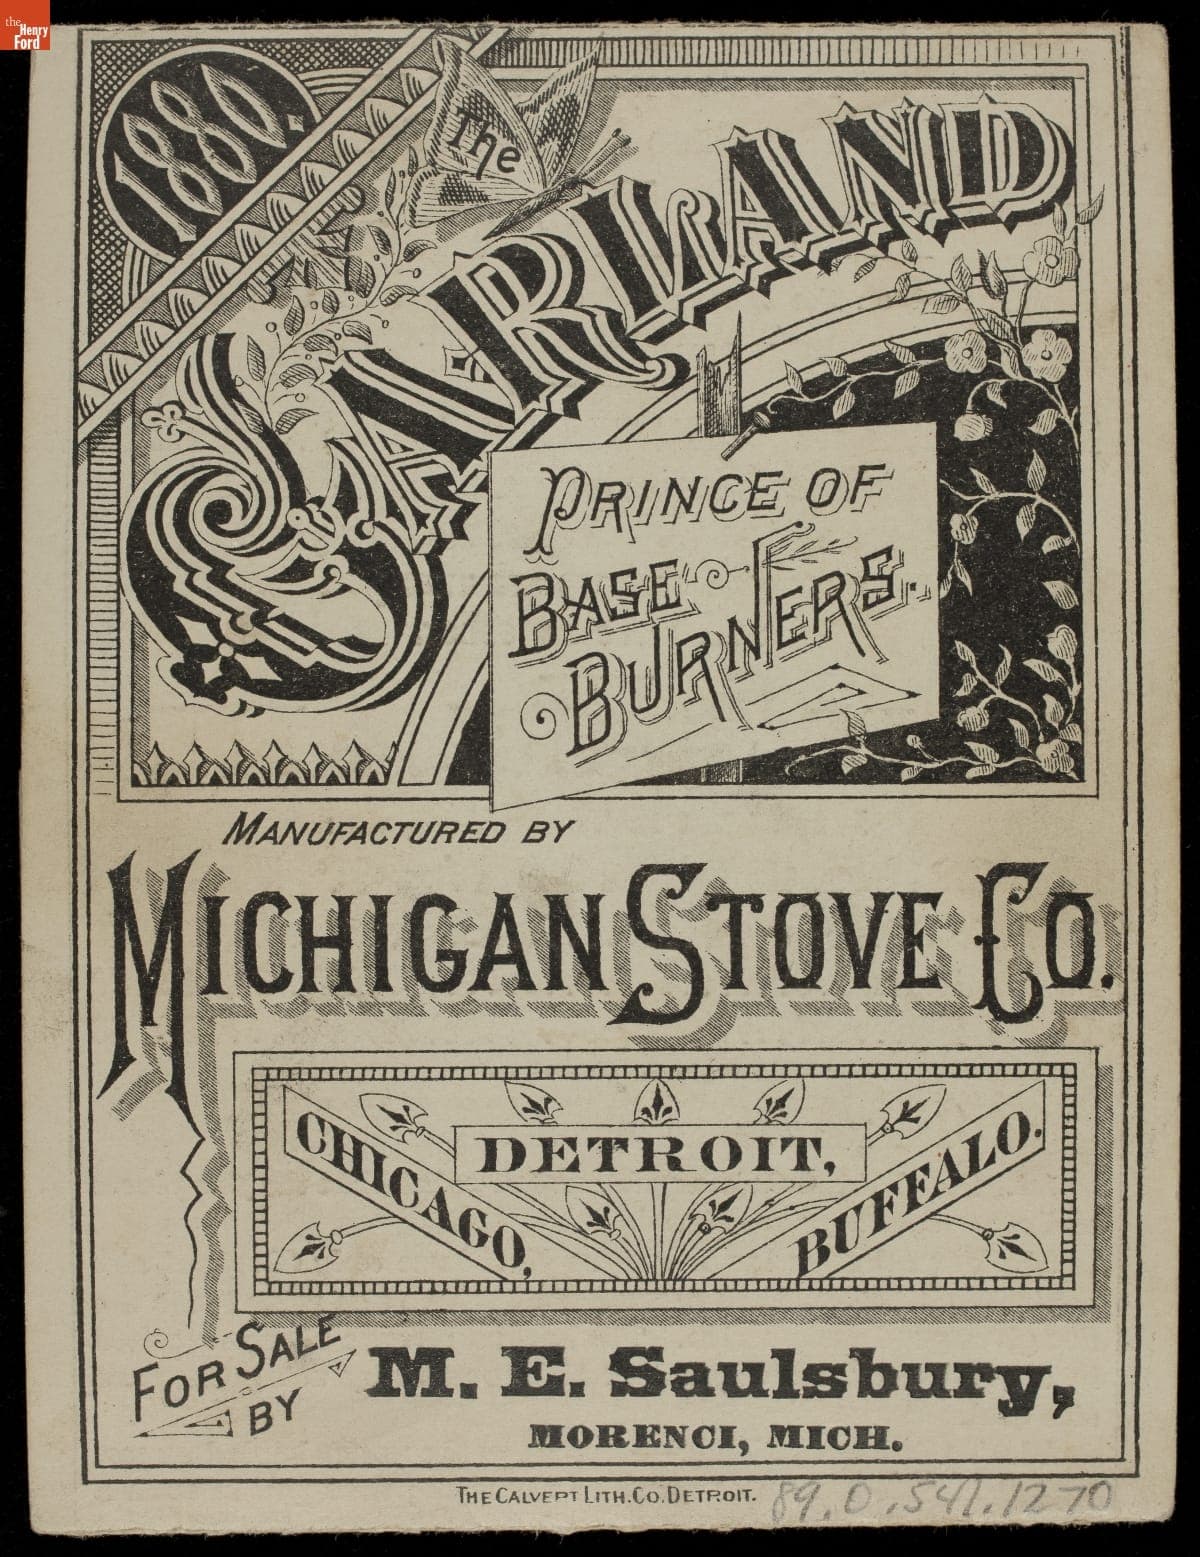 the
Henry
Ford
1880.
The
GARLAND
PRINCE OF
BASE
BURNERS.
MANUFACTURED BY
MICHIGAN STOVE CO.
CHICAGO,
DETROIT,
BUFFALO.
FOR SALE
BY
M. E. Saulsbury,
MORENCI, MICH.
THE CALVERT LITH. CO. DETROIT.
89.0.541.1270